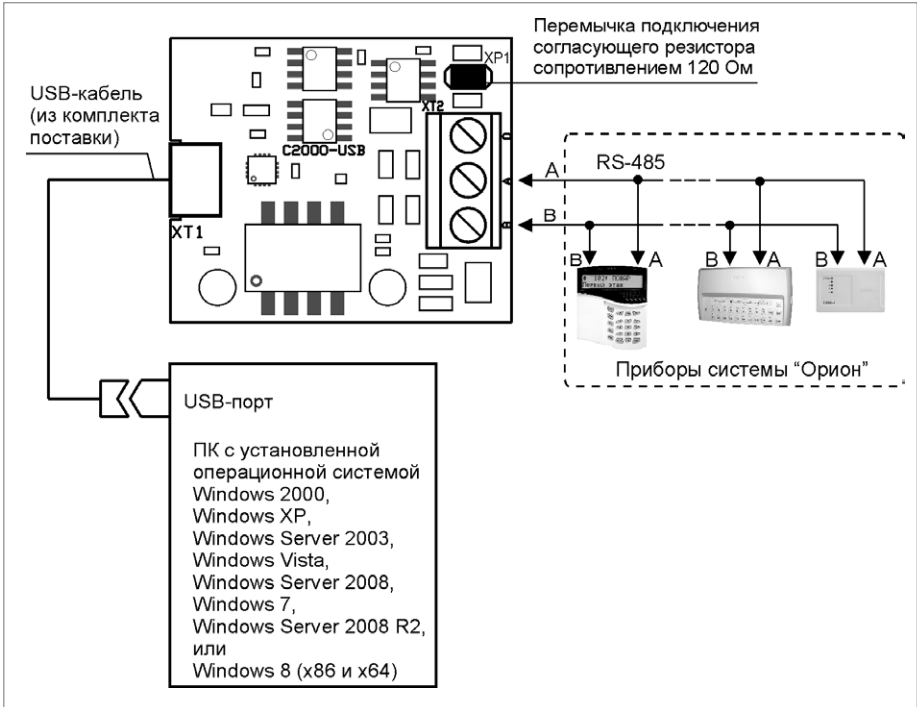 Перемычка подключения
согласующего резистора
сопротивлением 120 Ом
USB-кабель
(из комплекта
поставки)
XP1
XT2
C2000-USB
XT1
C
A
B
A
B
RS-485
B
A
B
A
B
A
Первый этаж
Приборы системы “Орион”
USB-порт
ПК с установленной
операционной системой
Windows 2000,
Windows XP,
Windows Server 2003,
Windows Vista,
Windows Server 2008,
Windows 7,
Windows Server 2008 R2,
или
Windows 8 (x86 и x64)